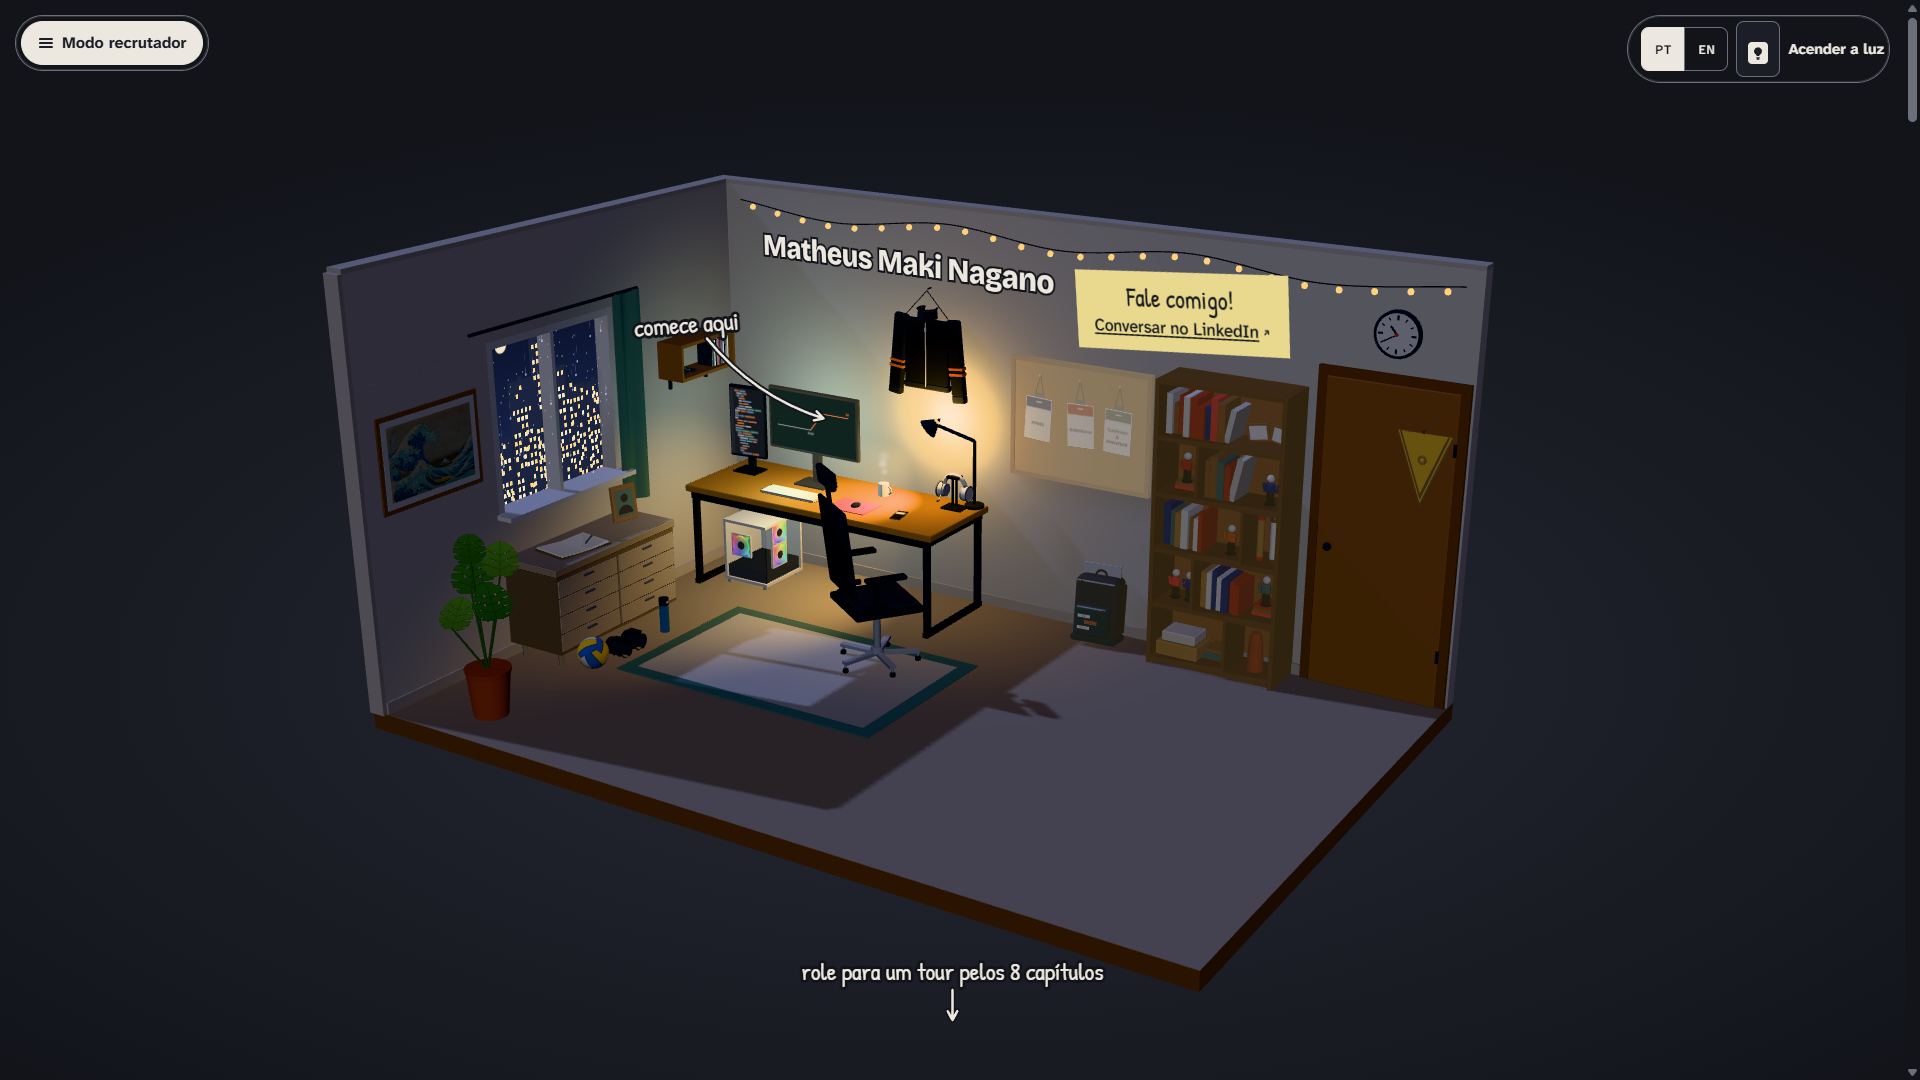 Modo recrutador
PT
EN
Acender a luz
Matheus Maki Nagano
Fale comigo!
Conversar no LinkedIn
comece aqui
role para um tour pelos 8 capítulos